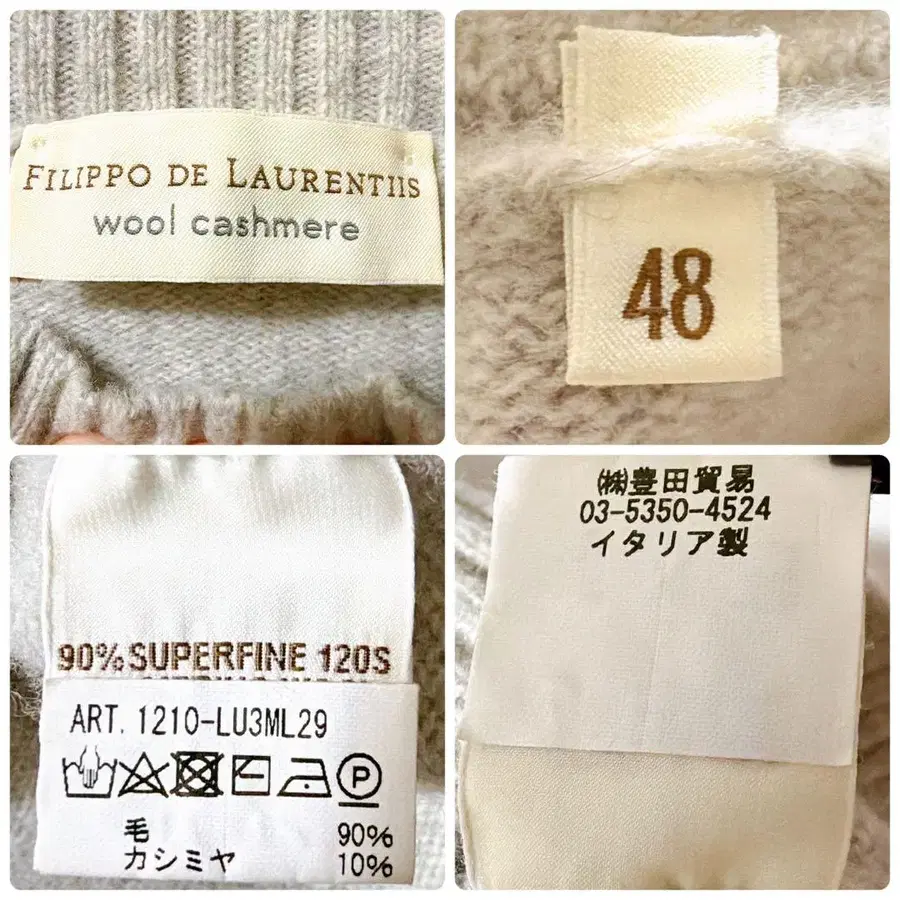 FILIPPO DE LAURENTIIS
wool cashmere
48
90% SUPERFINE 120S
ART. 1210-LU3ML29
P
毛 90%
カシミヤ 10%
㈱豊田貿易
03-5350-4524
イタリア製